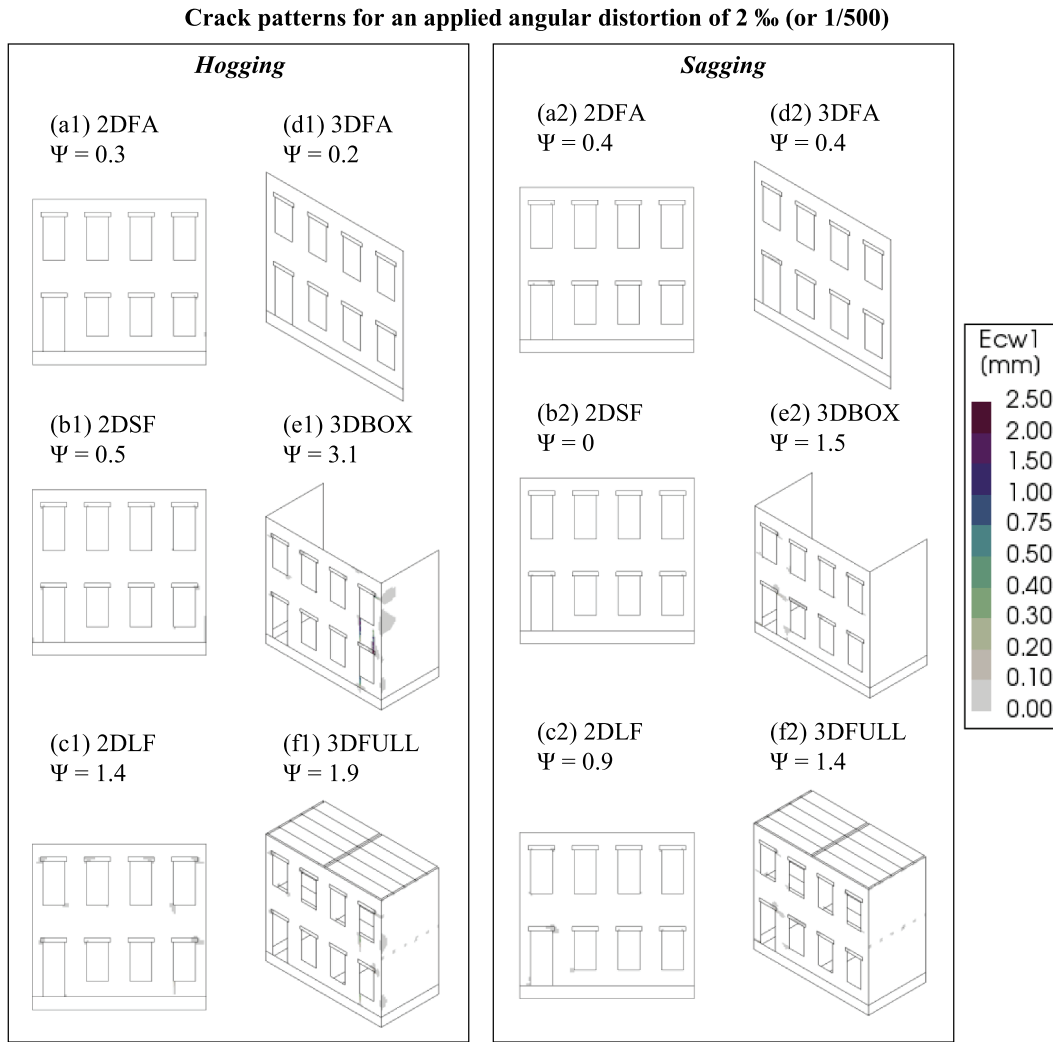 Crack patterns for an applied angular distortion of 2 ‰ (or 1/500)
Hogging
(a1) 2DFA
Ψ = 0.3
(d1) 3DFA
Ψ = 0.2
(b1) 2DSF
Ψ = 0.5
(e1) 3DBOX
Ψ = 3.1
(c1) 2DLF
Ψ = 1.4
(f1) 3DFULL
Ψ = 1.9
Sagging
(a2) 2DFA
Ψ = 0.4
(d2) 3DFA
Ψ = 0.4
(b2) 2DSF
Ψ = 0
(e2) 3DBOX
Ψ = 1.5
(c2) 2DLF
Ψ = 0.9
(f2) 3DFULL
Ψ = 1.4
Ecw1
(mm)
2.50
2.00
1.50
1.00
0.75
0.50
0.40
0.30
0.20
0.10
0.00